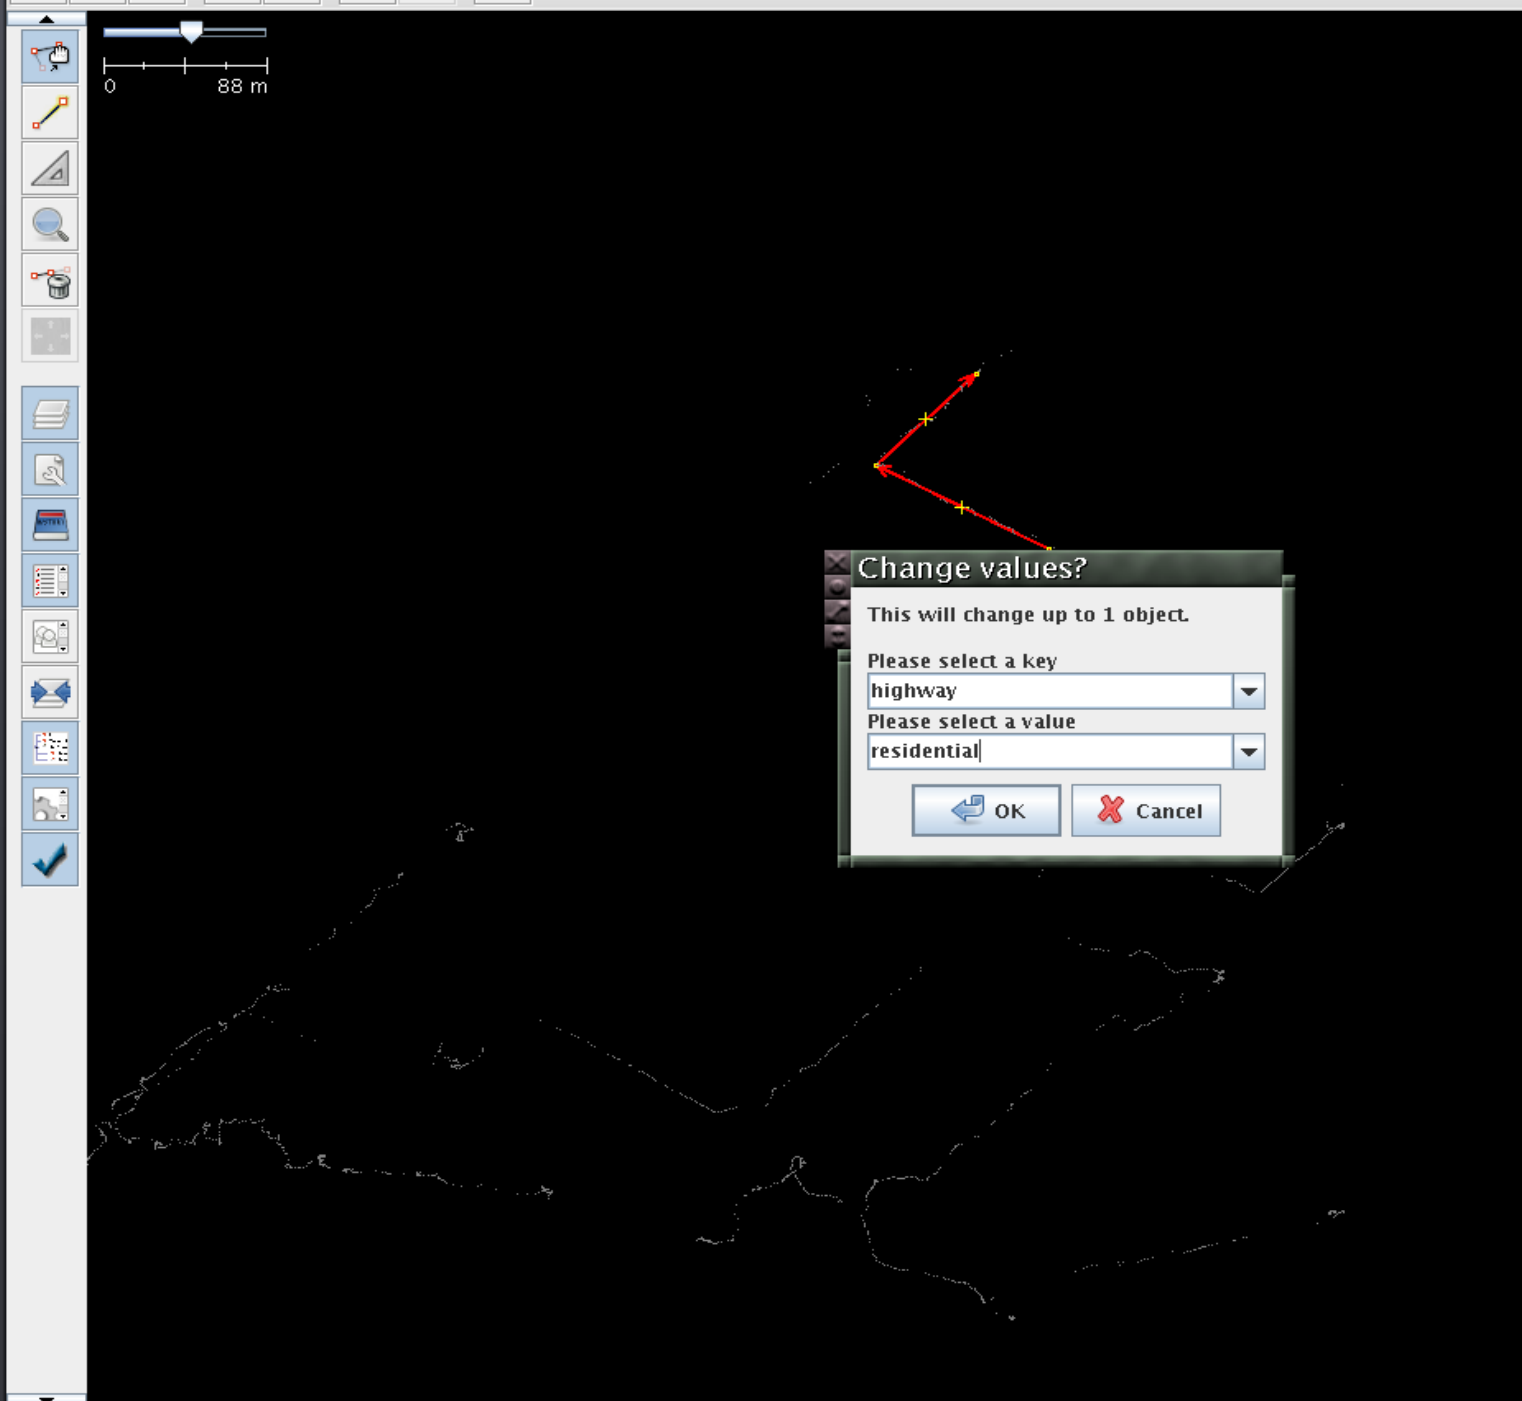 0 88 m
Change values?
This will change up to 1 object.
Please select a key
highway
Please select a value
residential
OK Cancel